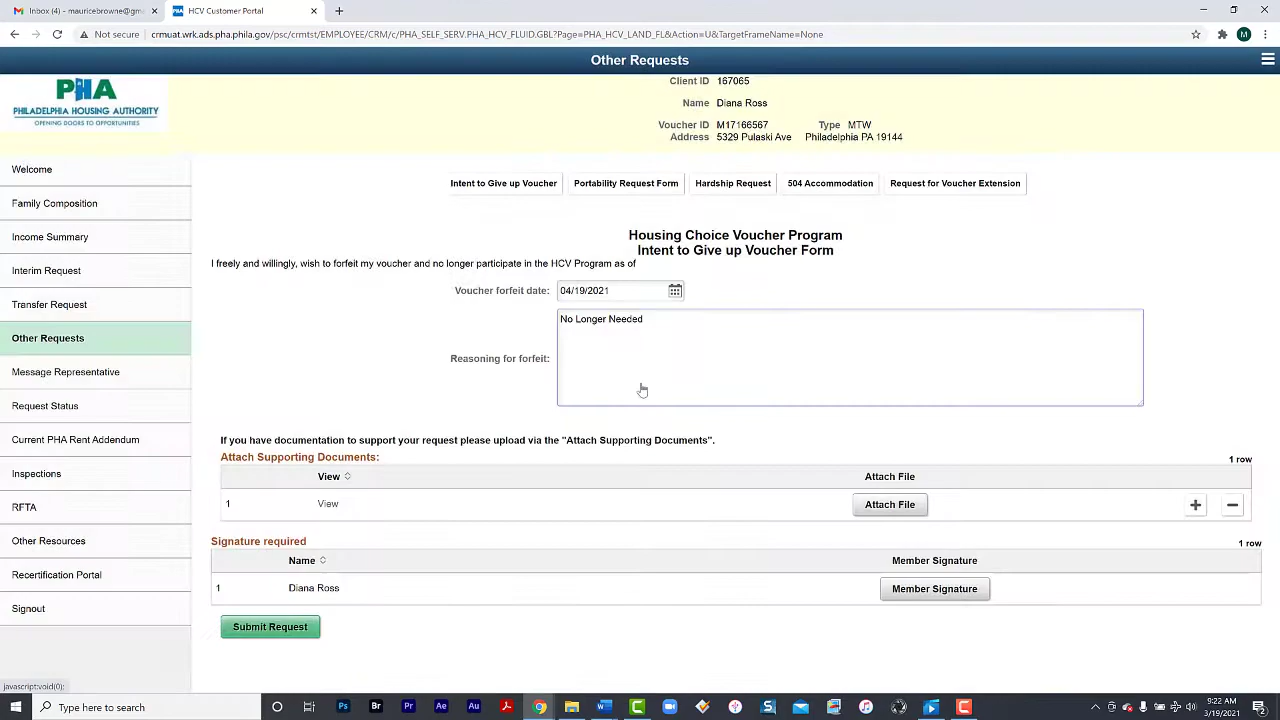 Inbox (4) - mauricebrowne@gm
PHA HCV Customer Portal
Not secure crmuat.wrk.ads.pha.phila.gov/psc/crmtst/EMPLOYEE/CRM/c/PHA_SELF_SERV.PHA_HCV_FLUID.GBL?Page=PHA_HCV_LAND_FL&Action=U&TargetFrameName=None
M
Other Requests
PHA
PHILADELPHIA HOUSING AUTHORITY
OPENING DOORS TO OPPORTUNITIES
Client ID 167065
Name Diana Ross
Voucher ID M17166567 Type MTW
Address 5329 Pulaski Ave Philadelphia PA 19144
Welcome
Family Composition
Income Summary
Interim Request
Transfer Request
Other Requests
Message Representative
Request Status
Current PHA Rent Addendum
Inspections
RFTA
Other Resources
Recertification Portal
Signout
Intent to Give up Voucher Portability Request Form Hardship Request 504 Accommodation Request for Voucher Extension
Housing Choice Voucher Program
Intent to Give up Voucher Form
I freely and willingly, wish to forfeit my voucher and no longer participate in the HCV Program as of
Voucher forfeit date: 04/19/2021
Reasoning for forfeit: No Longer Needed
If you have documentation to support your request please upload via the "Attach Supporting Documents".
Attach Supporting Documents:
1 row
View Attach File
1 View Attach File + −
Signature required
1 row
Name Member Signature
1 Diana Ross Member Signature
Submit Request
javascript:void(0);
Type here to search
Ps Br Pr Ae Au
9:22 AM
3/19/2021